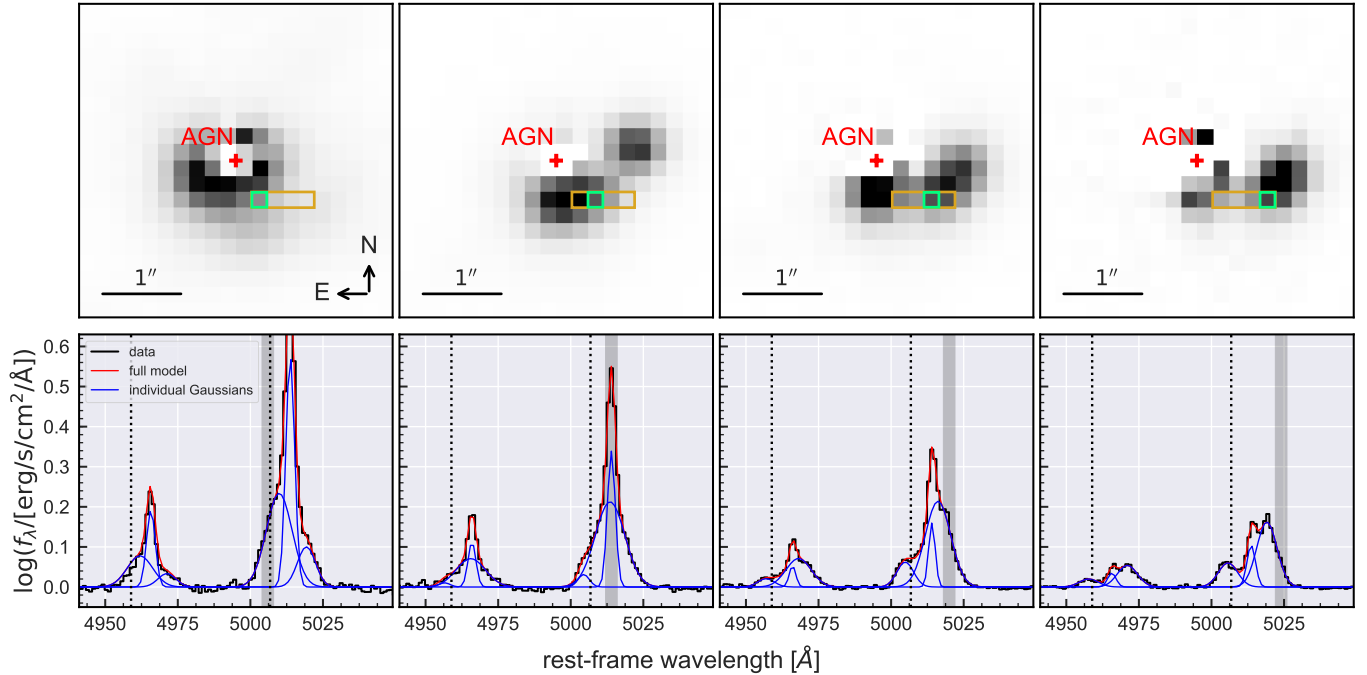 AGN
AGN
AGN
AGN
N
E
1″
1″
1″
1″
log(fλ/[erg/s/cm²/Å])
0.6
0.5
0.4
0.3
0.2
0.1
0.0
data
full model
individual Gaussians
4950 4975 5000 5025
4950 4975 5000 5025
4950 4975 5000 5025
4950 4975 5000 5025
rest-frame wavelength [Å]